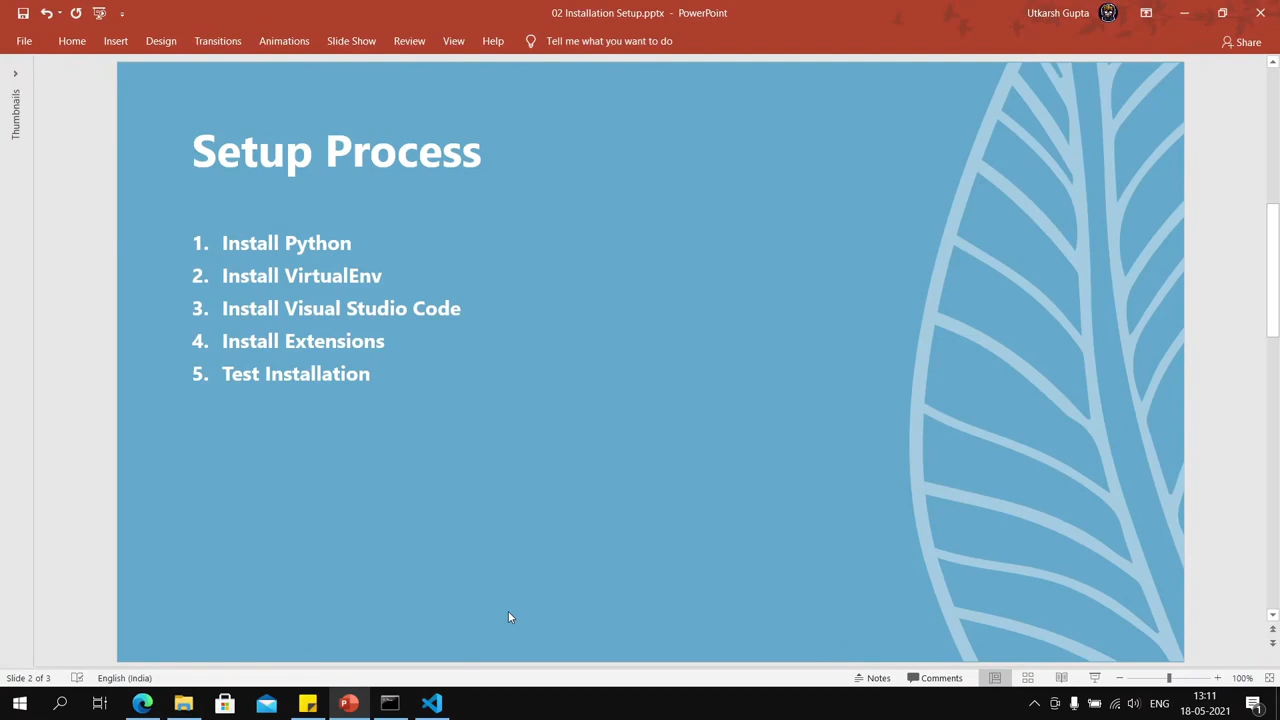 02 Installation Setup.pptx - PowerPoint
Utkarsh Gupta
File Home Insert Design Transitions Animations Slide Show Review View Help Tell me what you want to do
Share
Thumbnails
Setup Process
1. Install Python
2. Install VirtualEnv
3. Install Visual Studio Code
4. Install Extensions
5. Test Installation
Slide 2 of 3 English (India) Notes Comments 100%
13:11
ENG
18-05-2021
1